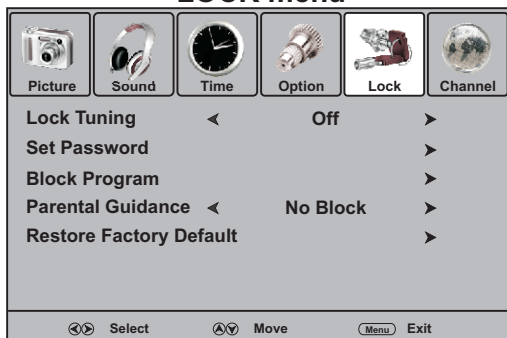 Picture Sound Time Option Lock Channel
Lock Tuning Off
Set Password
Block Program
Parental Guidance No Block
Restore Factory Default
Select Move Menu Exit